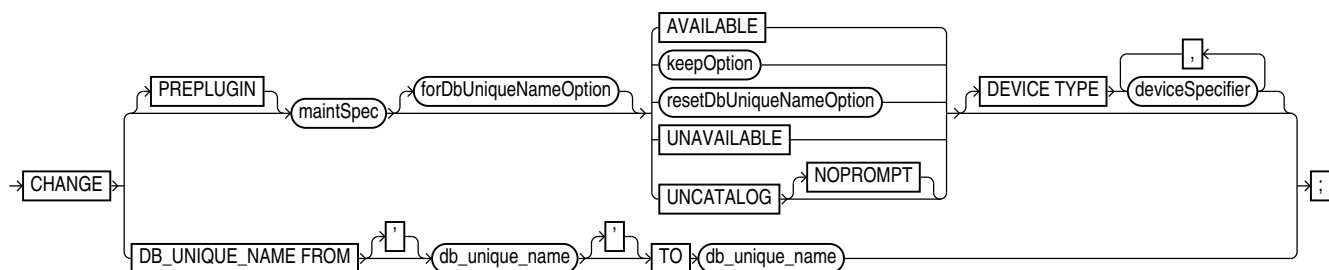 AVAILABLE
,
PREPLUGIN
forDbUniqueNameOption
keepOption
DEVICE TYPE
deviceSpecifier
maintSpec
resetDbUniqueNameOption
UNAVAILABLE
NOPROMPT
CHANGE
UNCATALOG
;
'
'
DB_UNIQUE_NAME FROM
db_unique_name
TO
db_unique_name